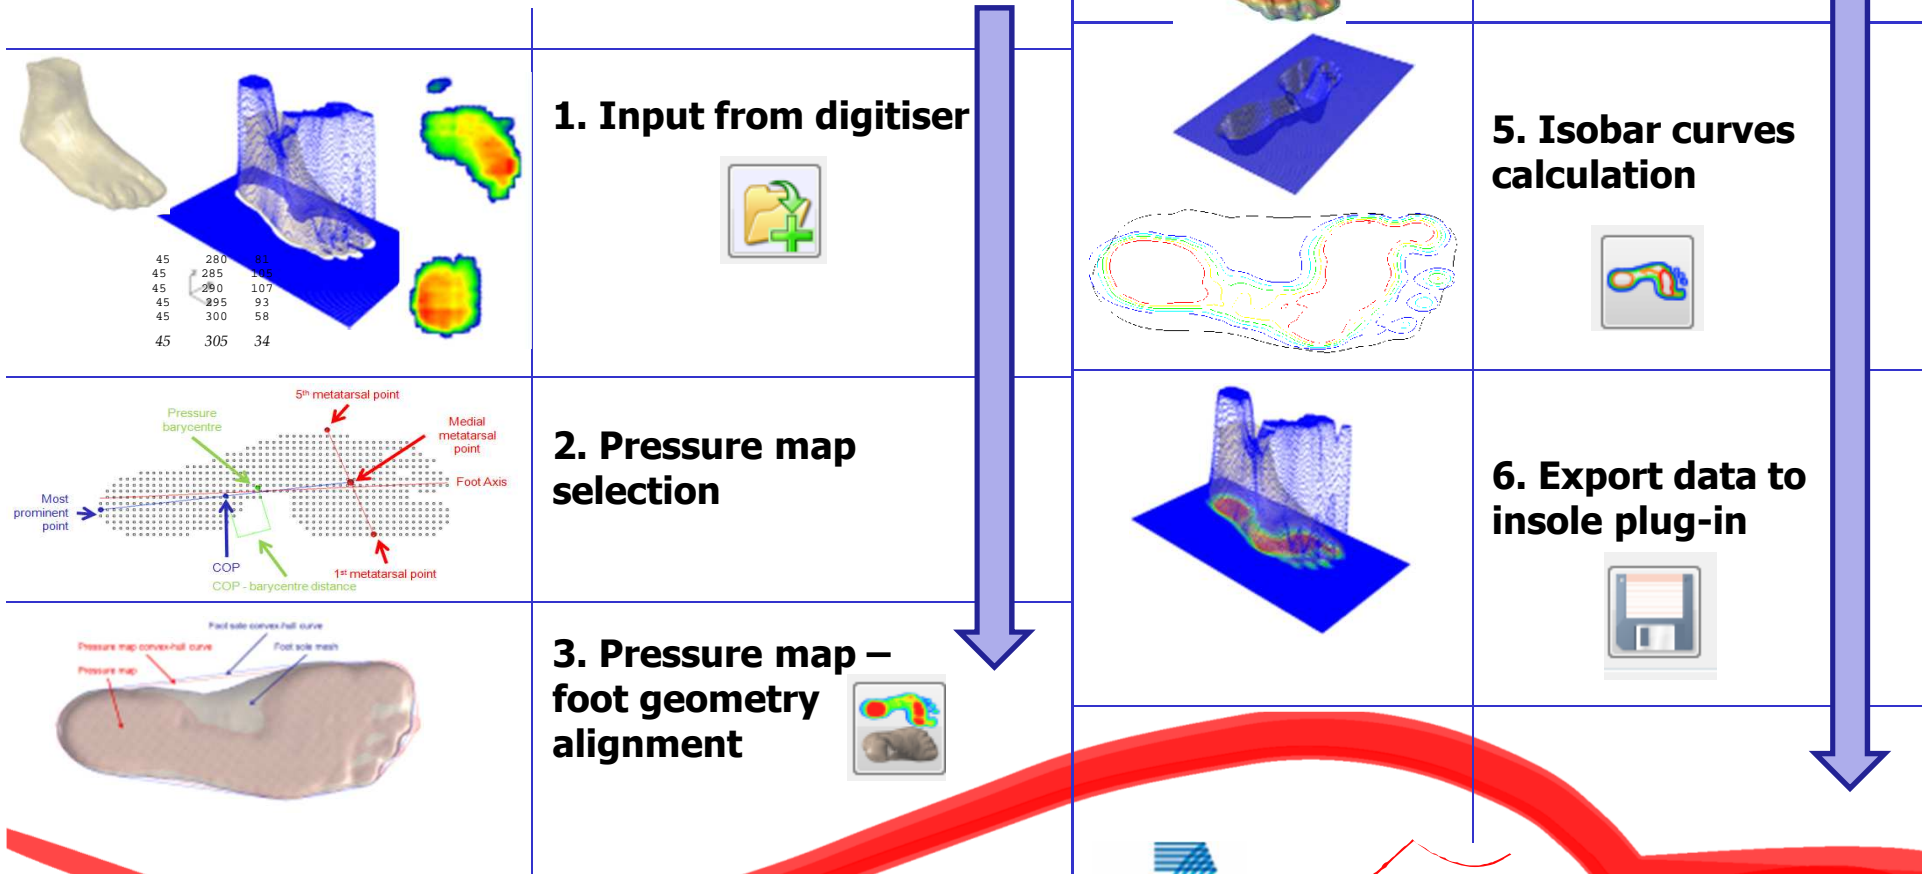 1. Input from digitiser
45 280 81
45 285 105
45 290 107
45 295 93
45 300 58
45 305 34
5th metatarsal point
Pressure
barycentre
Medial
metatarsal
point
Foot Axis
Most
prominent
point
COP
1st metatarsal point
COP - barycentre distance
2. Pressure map
selection
Foot sole convex-hull curve
Pressure map convex-hull curve
Foot sole mesh
Pressure map
3. Pressure map –
foot geometry
alignment
5. Isobar curves
calculation
6. Export data to
insole plug-in